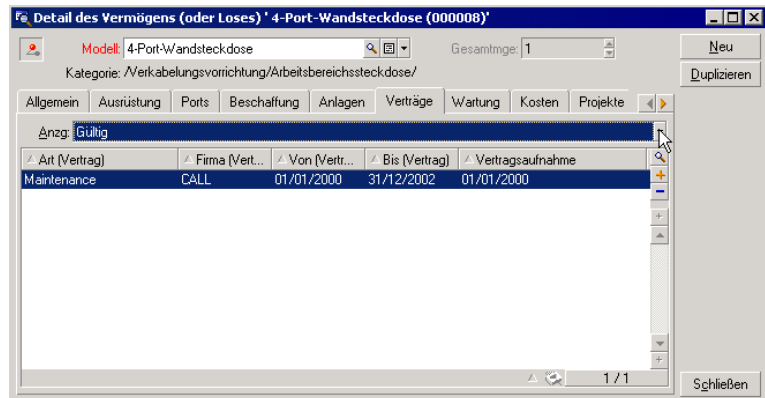 Detail des Vermögens (oder Loses) ' 4-Port-Wandsteckdose (000008)'
Modell: 4-Port-Wandsteckdose Gesamtmge: 1 Neu
Kategorie: /Verkabelungsvorrichtung/Arbeitsbereichssteckdose/ Duplizieren
Allgemein Ausrüstung Ports Beschaffung Anlagen Verträge Wartung Kosten Projekte
Anzg: Gültig
Art (Vertrag) Firma (Vert... Von (Vertr... Bis (Vertrag) Vertragsaufnahme
Maintenance CALL 01/01/2000 31/12/2002 01/01/2000
1 / 1 Schließen